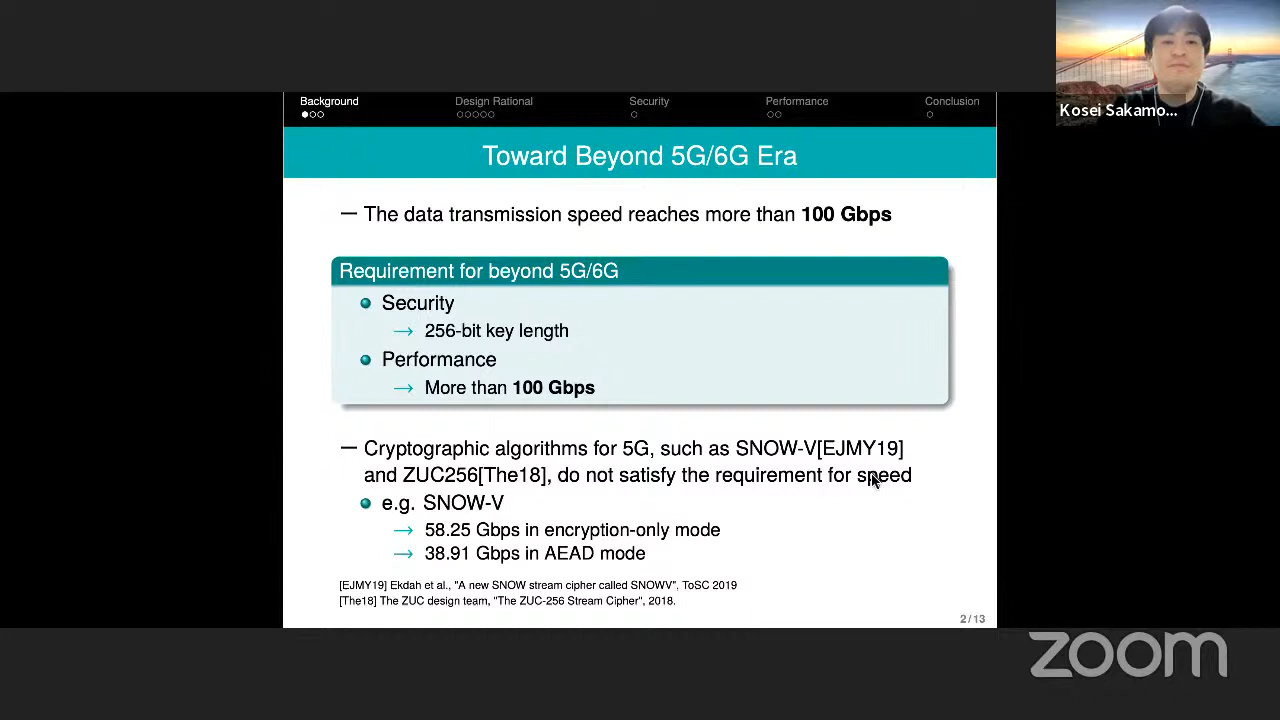 Kosei Sakamo...
Background Design Rational Security Performance Conclusion
Toward Beyond 5G/6G Era
— The data transmission speed reaches more than 100 Gbps
Requirement for beyond 5G/6G
Security
→ 256-bit key length
Performance
→ More than 100 Gbps
— Cryptographic algorithms for 5G, such as SNOW-V[EJMY19]
and ZUC256[The18], do not satisfy the requirement for speed
e.g. SNOW-V
→ 58.25 Gbps in encryption-only mode
→ 38.91 Gbps in AEAD mode
[EJMY19] Ekdah et al., "A new SNOW stream cipher called SNOWV", ToSC 2019
[The18] The ZUC design team, "The ZUC-256 Stream Cipher", 2018.
2 / 13
zoom